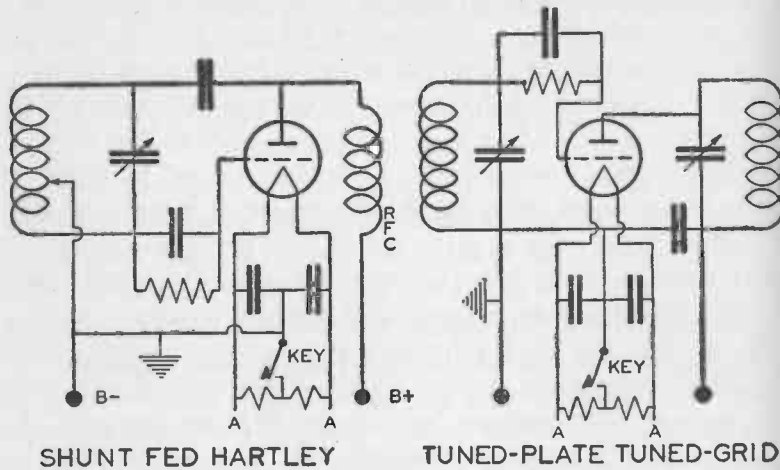 RFC
KEY
KEY
B-
B+
A
A
A
A
SHUNT FED HARTLEY
TUNED-PLATE TUNED-GRID